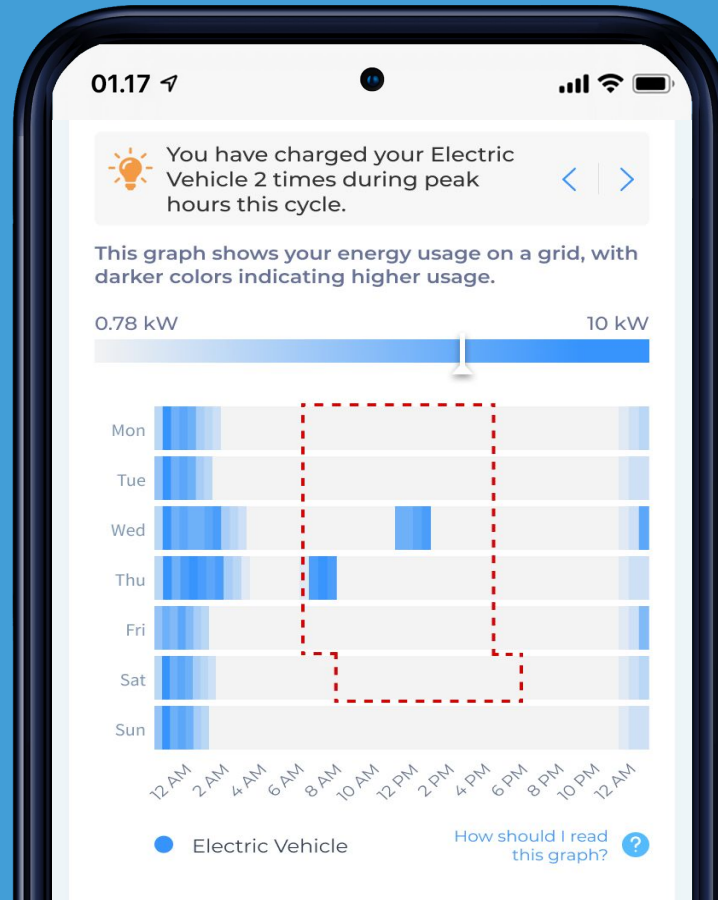 01.17
You have charged your Electric
Vehicle 2 times during peak
hours this cycle.
This graph shows your energy usage on a grid, with
darker colors indicating higher usage.
0.78 kW 10 kW
Mon
Tue
Wed
Thu
Fri
Sat
Sun
12 AM 2 AM 4 AM 6 AM 8 AM 10 AM 12 PM 2 PM 4 PM 6 PM 8 PM 10 PM 12 AM
Electric Vehicle
How should I read
this graph?
?